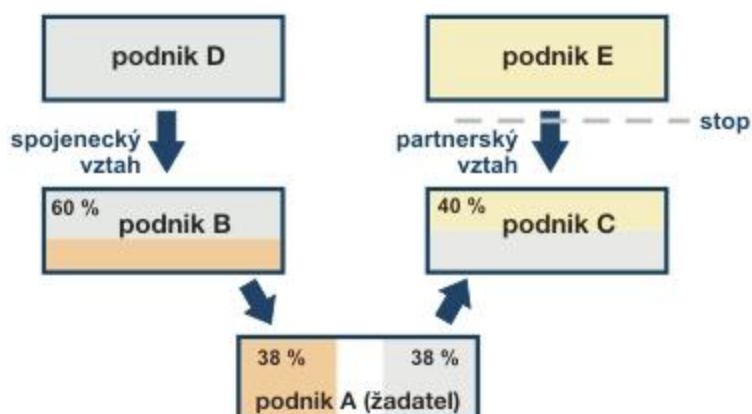 podnik D
podnik E
stop
spojenecký
vztah
partnerský
vztah
60 %
podnik B
40 %
podnik C
38 %
38 %
podnik A (žadatel)